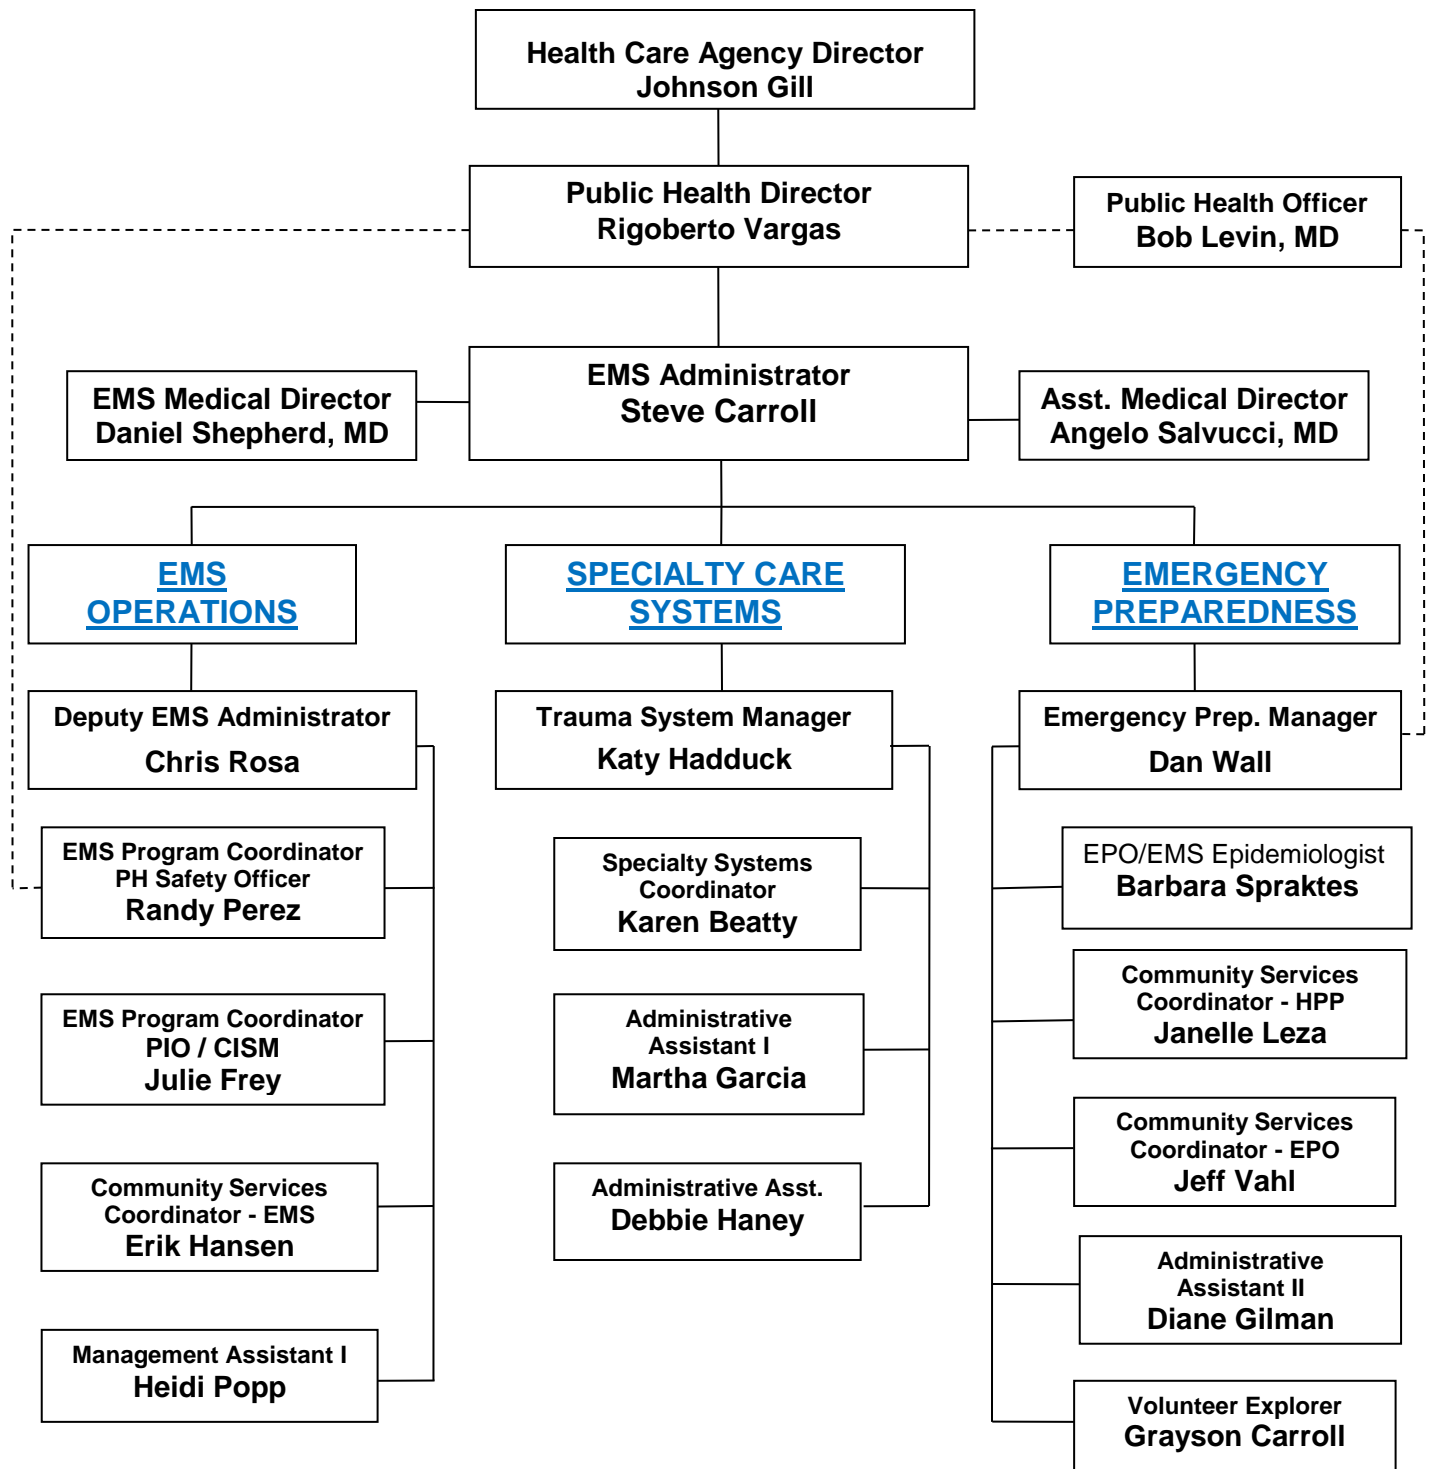 Health Care Agency Director
Johnson Gill
Public Health Director
Rigoberto Vargas
Public Health Officer
Bob Levin, MD
EMS Administrator
Steve Carroll
EMS Medical Director
Daniel Shepherd, MD
Asst. Medical Director
Angelo Salvucci, MD
EMS
OPERATIONS
SPECIALTY CARE
SYSTEMS
EMERGENCY
PREPAREDNESS
Deputy EMS Administrator
Chris Rosa
Trauma System Manager
Katy Hadduck
Emergency Prep. Manager
Dan Wall
EMS Program Coordinator
PH Safety Officer
Randy Perez
Specialty Systems
Coordinator
Karen Beatty
EPO/EMS Epidemiologist
Barbara Spraktes
EMS Program Coordinator
PIO / CISM
Julie Frey
Administrative
Assistant I
Martha Garcia
Community Services
Coordinator - HPP
Janelle Leza
Community Services
Coordinator - EPO
Jeff Vahl
Community Services
Coordinator - EMS
Erik Hansen
Administrative Asst.
Debbie Haney
Administrative
Assistant II
Diane Gilman
Management Assistant I
Heidi Popp
Volunteer Explorer
Grayson Carroll